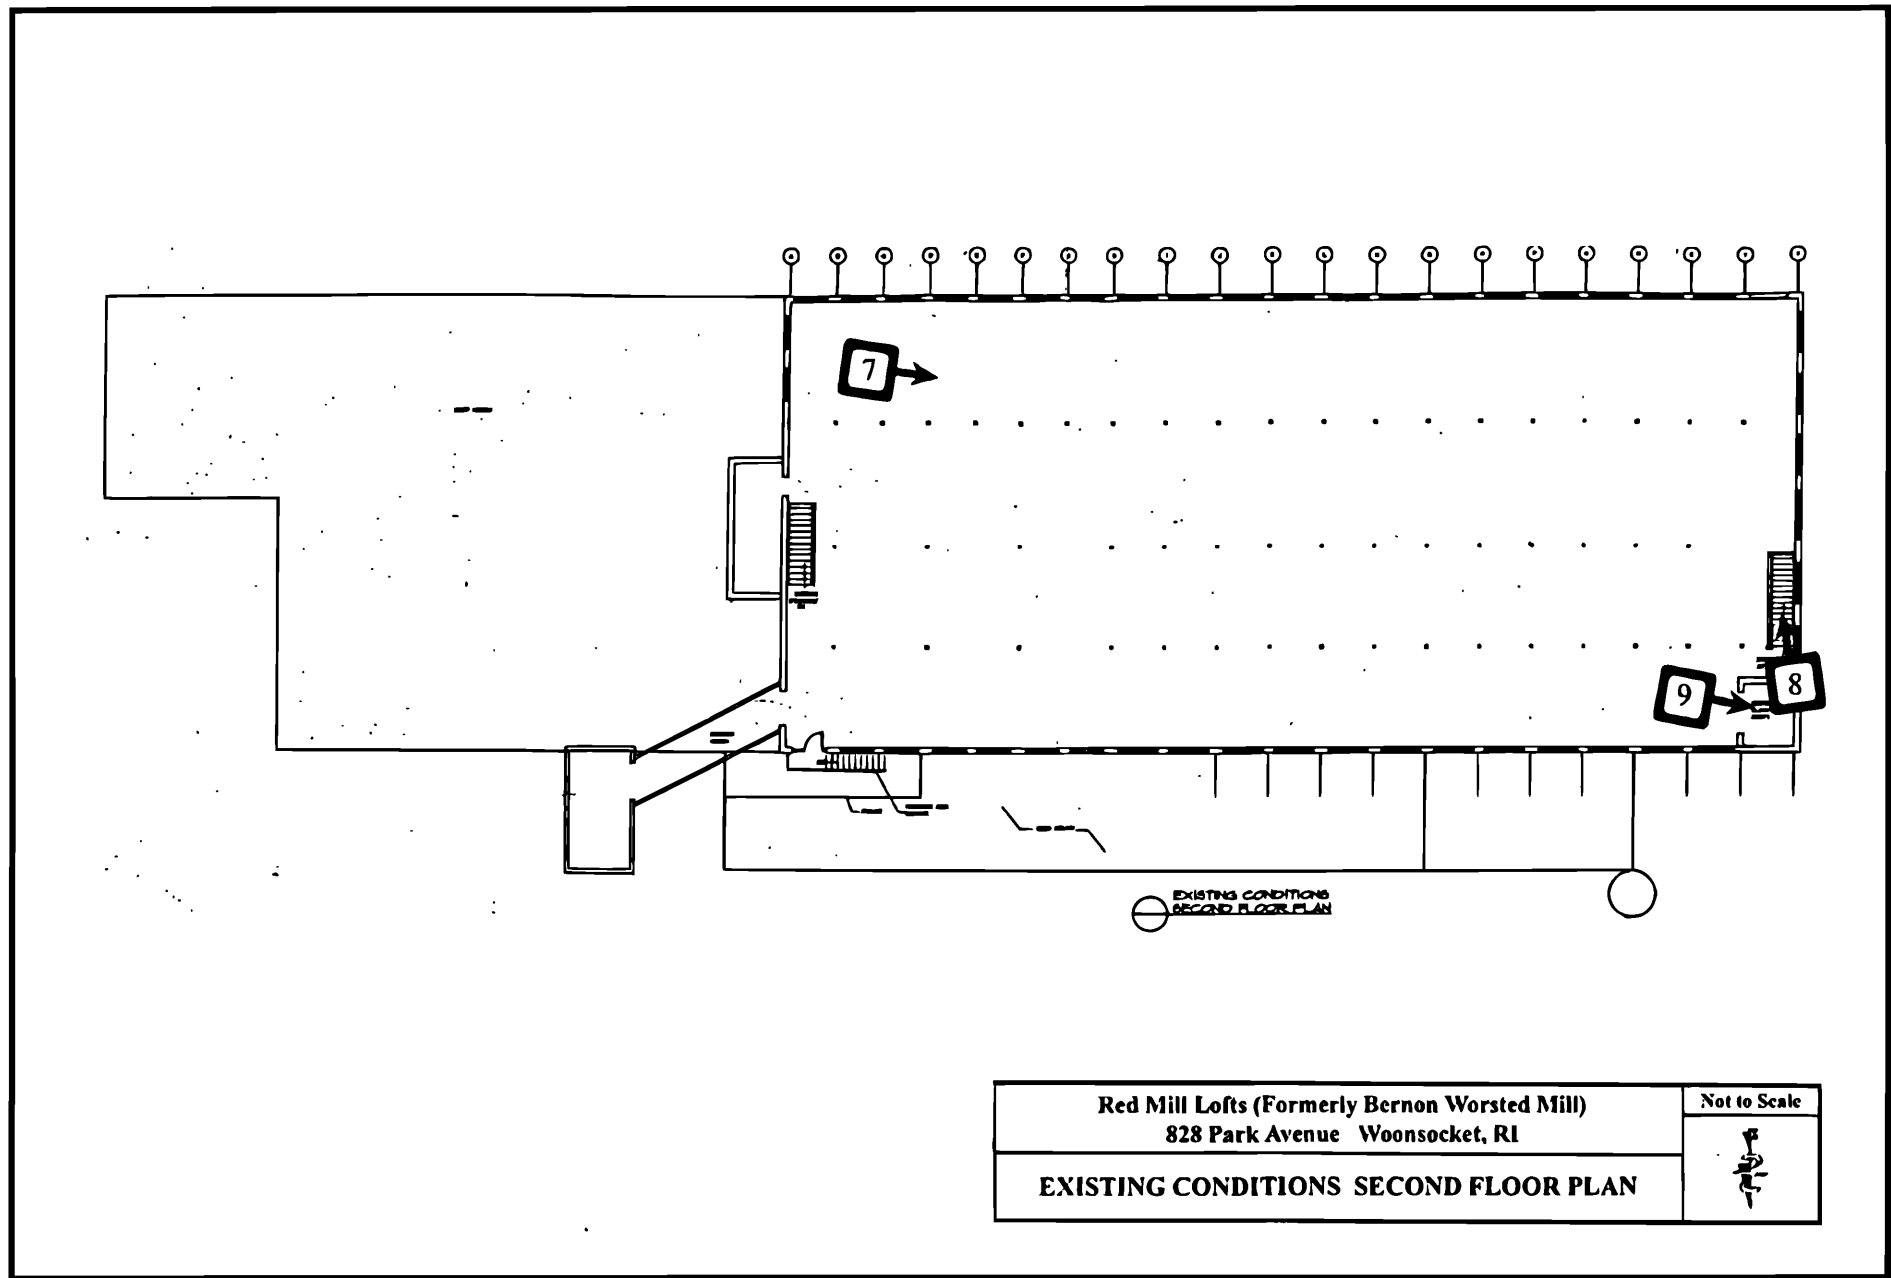 7
8
9
EXISTING CONDITIONS
SECOND FLOOR PLAN
Red Mill Lofts (Formerly Bernon Worsted Mill)
828 Park Avenue Woonsocket, RI
Not to Scale
EXISTING CONDITIONS SECOND FLOOR PLAN